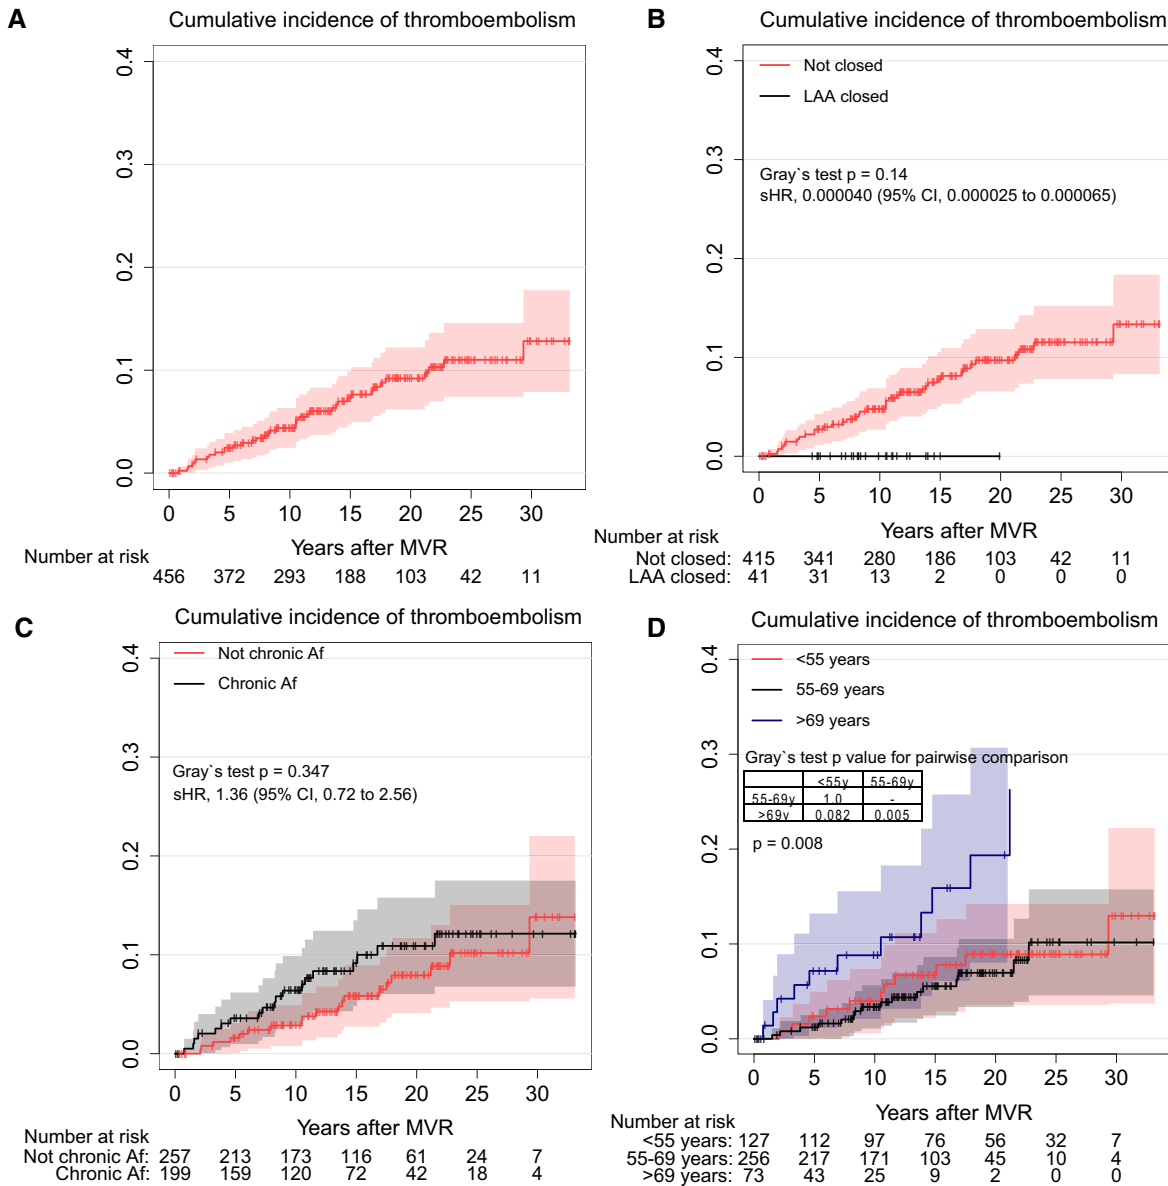 A
Cumulative incidence of thromboembolism
0.4
0.3
0.2
0.1
0.0
0 5 10 15 20 25 30
Years after MVR
Number at risk
456 372 293 188 103 42 11
B
Cumulative incidence of thromboembolism
Not closed
LAA closed
Gray`s test p = 0.14
sHR, 0.000040 (95% CI, 0.000025 to 0.000065)
0.4
0.3
0.2
0.1
0.0
0 5 10 15 20 25 30
Years after MVR
Number at risk
Not closed: 415 341 280 186 103 42 11
LAA closed: 41 31 13 2 0 0 0
C
Cumulative incidence of thromboembolism
Not chronic Af
Chronic Af
Gray`s test p = 0.347
sHR, 1.36 (95% CI, 0.72 to 2.56)
0.4
0.3
0.2
0.1
0.0
0 5 10 15 20 25 30
Years after MVR
Number at risk
Not chronic Af: 257 213 173 116 61 24 7
Chronic Af: 199 159 120 72 42 18 4
D
Cumulative incidence of thromboembolism
<55 years
55-69 years
>69 years
Gray`s test p value for pairwise comparison
<55y 55-69y
55-69y 1.0 -
>69y 0.082 0.005
p = 0.008
0.4
0.3
0.2
0.1
0.0
0 5 10 15 20 25 30
Years after MVR
Number at risk
<55 years: 127 112 97 76 56 32 7
55-69 years: 256 217 171 103 45 10 4
>69 years: 73 43 25 9 2 0 0